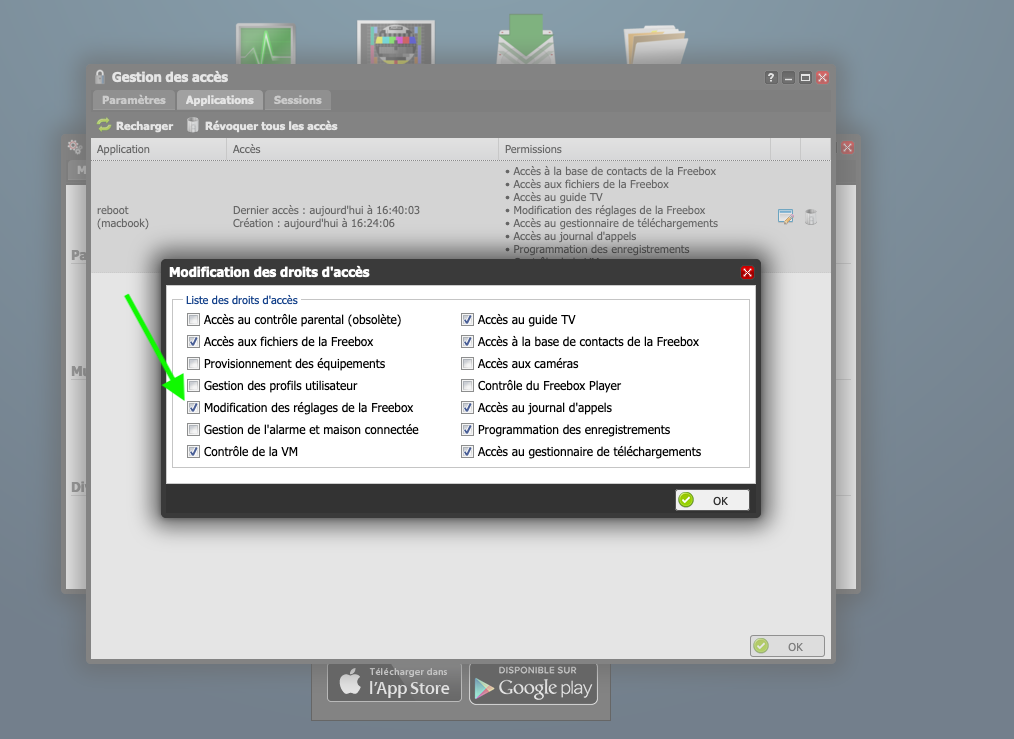 Gestion des accès
?
Paramètres Applications Sessions
Recharger Révoquer tous les accès
Application Accès Permissions
• Accès à la base de contacts de la Freebox
• Accès aux fichiers de la Freebox
• Accès au guide TV
reboot Dernier accès : aujourd'hui à 16:40:03 • Modification des réglages de la Freebox
(macbook) Création : aujourd'hui à 16:24:06 • Accès au gestionnaire de téléchargements
• Accès au journal d'appels
• Programmation des enregistrements
Modification des droits d'accès
Liste des droits d'accès
Accès au contrôle parental (obsolète) Accès au guide TV
Accès aux fichiers de la Freebox Accès à la base de contacts de la Freebox
Provisionnement des équipements Accès aux caméras
Gestion des profils utilisateur Contrôle du Freebox Player
Modification des réglages de la Freebox Accès au journal d'appels
Gestion de l'alarme et maison connectée Programmation des enregistrements
Contrôle de la VM Accès au gestionnaire de téléchargements
OK
OK
Télécharger dans
l'App Store
DISPONIBLE SUR
Google play